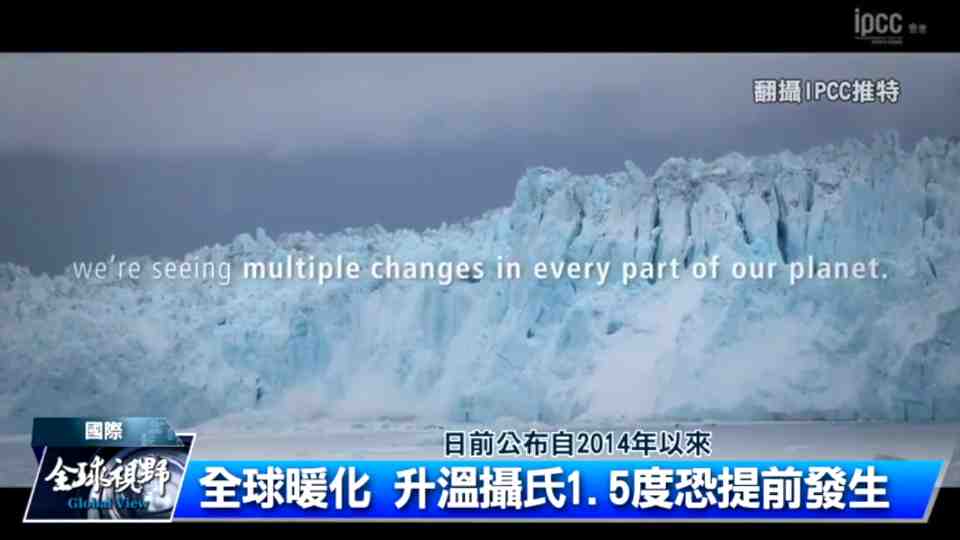 ipcc
翻攝IPCC推特
we're seeing multiple changes in every part of our planet.
國際
日前公布自2014年以來
全球視野
Global View
全球暖化 升溫攝氏1.5度恐提前發生